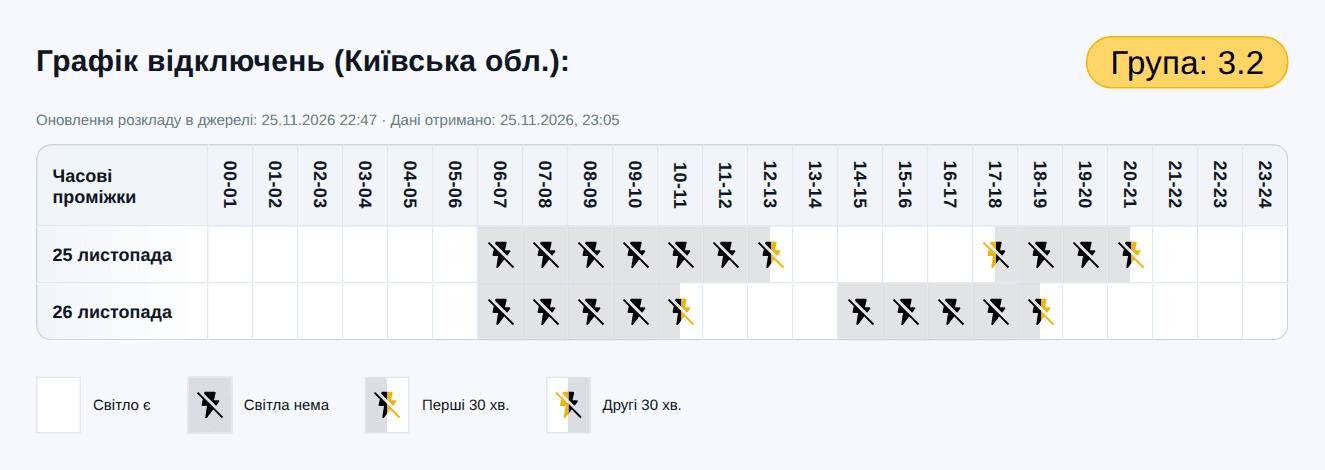 Графік відключень (Київська обл.):
Група: 3.2
Оновлення розкладу в джерелі: 25.11.2026 22:47 · Дані отримано: 25.11.2026, 23:05
Часові
проміжки
00-01
01-02
02-03
03-04
04-05
05-06
06-07
07-08
08-09
09-10
10-11
11-12
12-13
13-14
14-15
15-16
16-17
17-18
18-19
19-20
20-21
21-22
22-23
23-24
25 листопада
26 листопада
Світло є
Світла нема
Перші 30 хв.
Другі 30 хв.